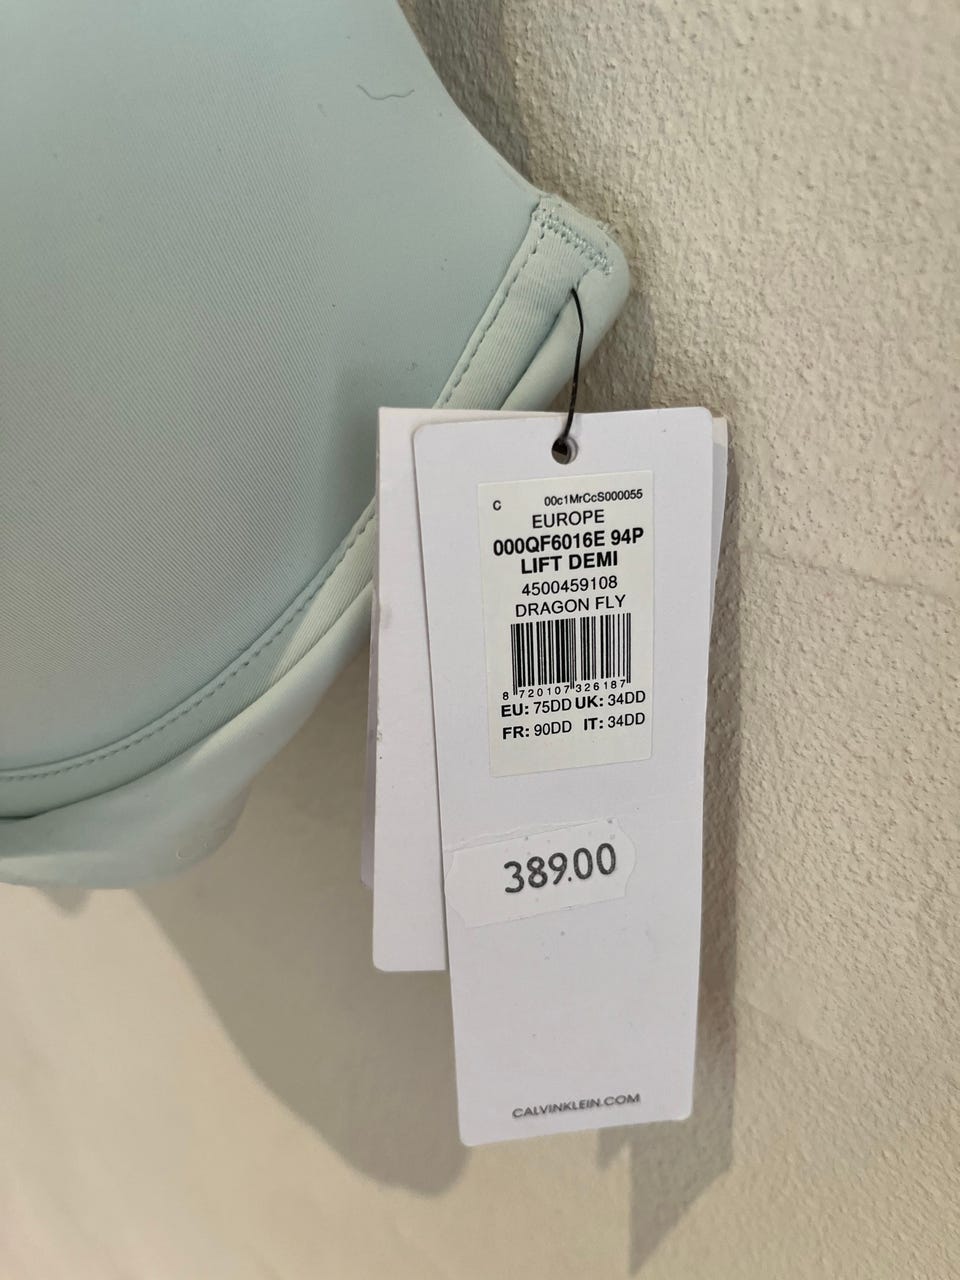 C 00c1MrCcS000055
EUROPE
000QF6016E 94P
LIFT DEMI
4500459108
DRAGON FLY
8 720107 326187
EU: 75DD UK: 34DD
FR: 90DD IT: 34DD
389.00
CALVINKLEIN.COM